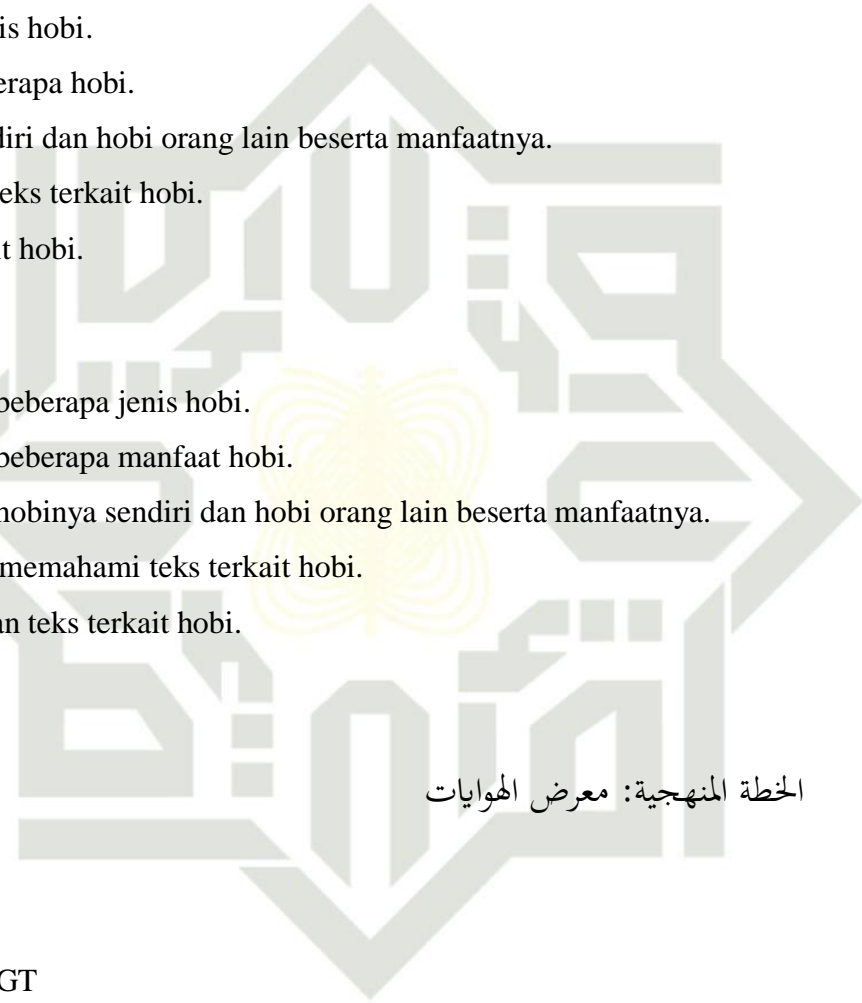 is hobi.
erapa hobi.
diri dan hobi orang lain beserta manfaatnya.
eks terkait hobi.
it hobi.
beberapa jenis hobi.
beberapa manfaat hobi.
hobinya sendiri dan hobi orang lain beserta manfaatnya.
memahami teks terkait hobi.
an teks terkait hobi.
الخطة المنهجية: معرض الهوايات
GT